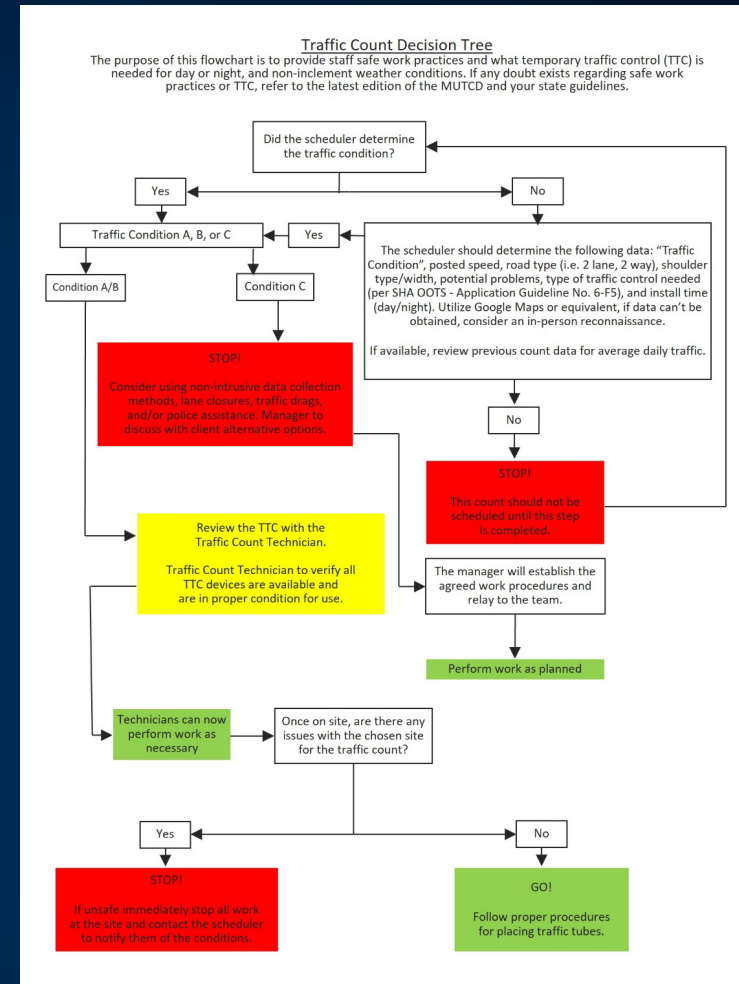 Traffic Count Decision Tree
The purpose of this flowchart is to provide staff safe work practices and what temporary traffic control (TTC) is
needed for day or night, and non-inclement weather conditions. If any doubt exists regarding safe work
practices or TTC, refer to the latest edition of the MUTCD and your state guidelines.
Did the scheduler determine
the traffic condition?
Yes
No
Traffic Condition A, B, or C
Yes
The scheduler should determine the following data: “Traffic
Condition”, posted speed, road type (i.e. 2 lane, 2 way), shoulder
type/width, potential problems, type of traffic control needed
(per SHA OOTS - Application Guideline No. 6-F5), and install time
(day/night). Utilize Google Maps or equivalent, if data can’t be
obtained, consider an in-person reconnaissance.
If available, review previous count data for average daily traffic.
Condition A/B
Condition C
STOP!
Consider using non-intrusive data collection
methods, lane closures, traffic drags,
and/or police assistance. Manager to
discuss with client alternative options.
No
STOP!
This count should not be
scheduled until this step
is completed.
Review the TTC with the
Traffic Count Technician.
Traffic Count Technician to verify all
TTC devices are available and
are in proper condition for use.
The manager will establish the
agreed work procedures and
relay to the team.
Perform work as planned
Technicians can now
perform work as
necessary
Once on site, are there any
issues with the chosen site
for the traffic count?
Yes
No
STOP!
If unsafe immediately stop all work
at the site and contact the scheduler
to notify them of the conditions.
GO!
Follow proper procedures
for placing traffic tubes.